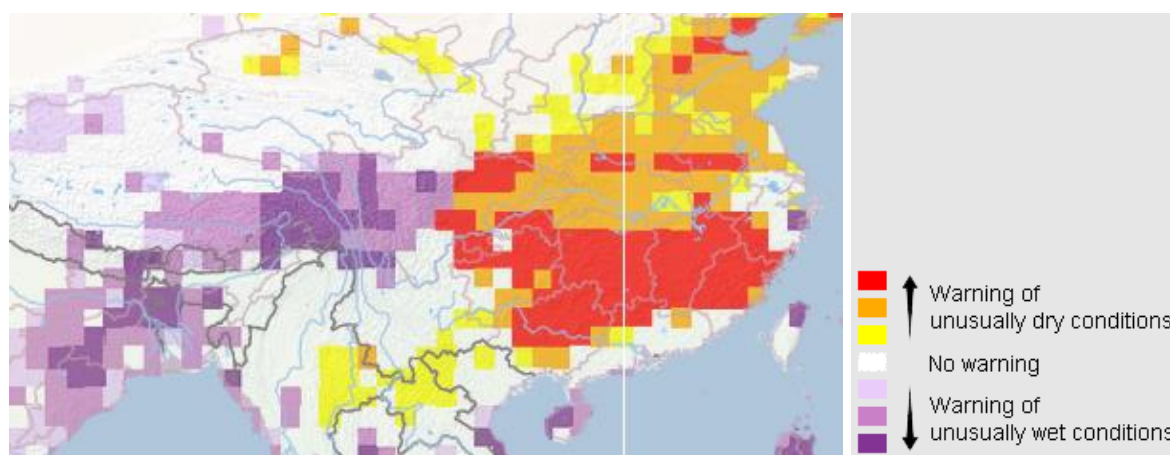 Warning of
unusually dry conditions
No warning
Warning of
unusually wet conditions